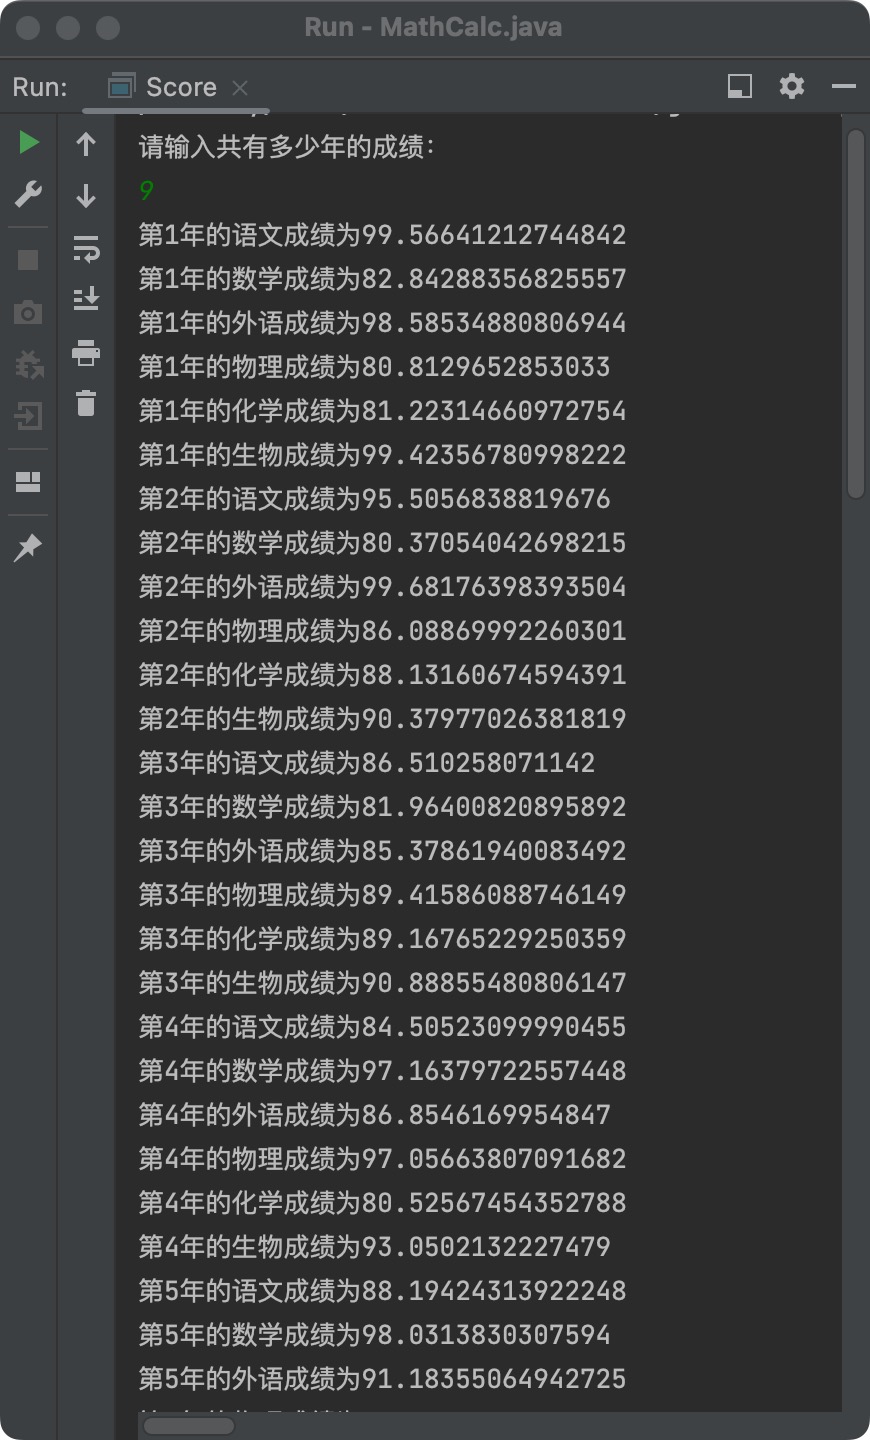 Run - MathCalc.java
Run:
Score
请输入共有多少年的成绩：
9
第1年的语文成绩为99.56641212744842
第1年的数学成绩为82.84288356825557
第1年的外语成绩为98.58534880806944
第1年的物理成绩为80.8129652853033
第1年的化学成绩为81.22314660972754
第1年的生物成绩为99.42356780998222
第2年的语文成绩为95.5056838819676
第2年的数学成绩为80.37054042698215
第2年的外语成绩为99.68176398393504
第2年的物理成绩为86.08869992260301
第2年的化学成绩为88.13160674594391
第2年的生物成绩为90.37977026381819
第3年的语文成绩为86.510258071142
第3年的数学成绩为81.96400820895892
第3年的外语成绩为85.37861940083492
第3年的物理成绩为89.41586088746149
第3年的化学成绩为89.16765229250359
第3年的生物成绩为90.88855480806147
第4年的语文成绩为84.50523099990455
第4年的数学成绩为97.16379722557448
第4年的外语成绩为86.8546169954847
第4年的物理成绩为97.05663807091682
第4年的化学成绩为80.52567454352788
第4年的生物成绩为93.0502132227479
第5年的语文成绩为88.19424313922248
第5年的数学成绩为98.0313830307594
第5年的外语成绩为91.18355064942725